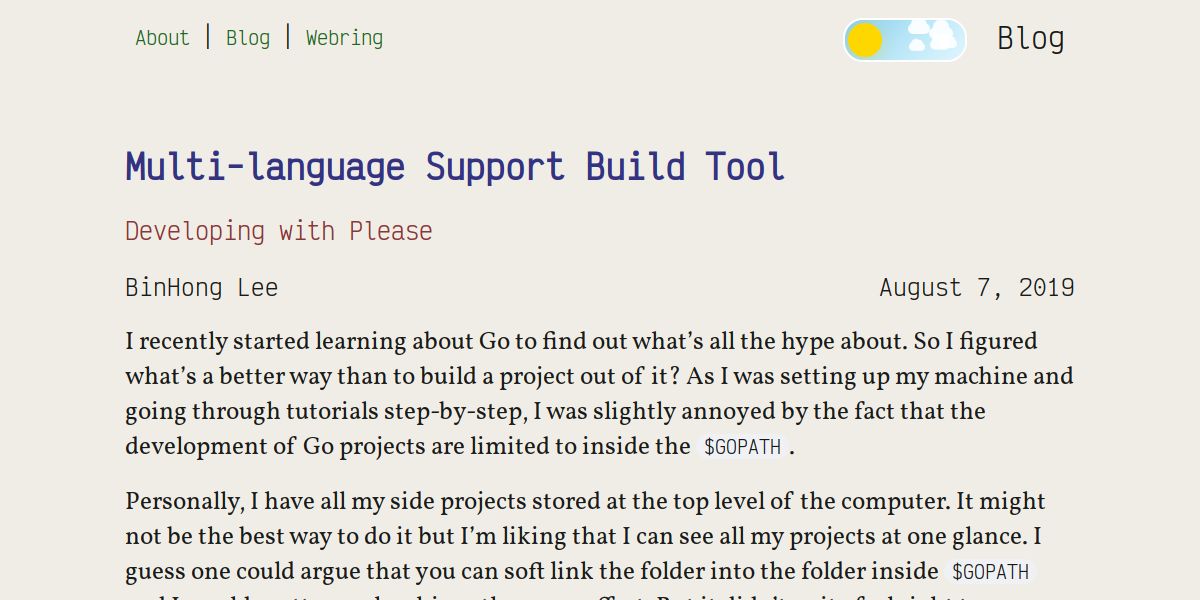 About | Blog | Webring
Blog
Multi-language Support Build Tool
Developing with Please
BinHong Lee
August 7, 2019
I recently started learning about Go to find out what’s all the hype about. So I figured
what’s a better way than to build a project out of it? As I was setting up my machine and
going through tutorials step-by-step, I was slightly annoyed by the fact that the
development of Go projects are limited to inside the $GOPATH .
Personally, I have all my side projects stored at the top level of the computer. It might
not be the best way to do it but I’m liking that I can see all my projects at one glance. I
guess one could argue that you can soft link the folder into the folder inside $GOPATH